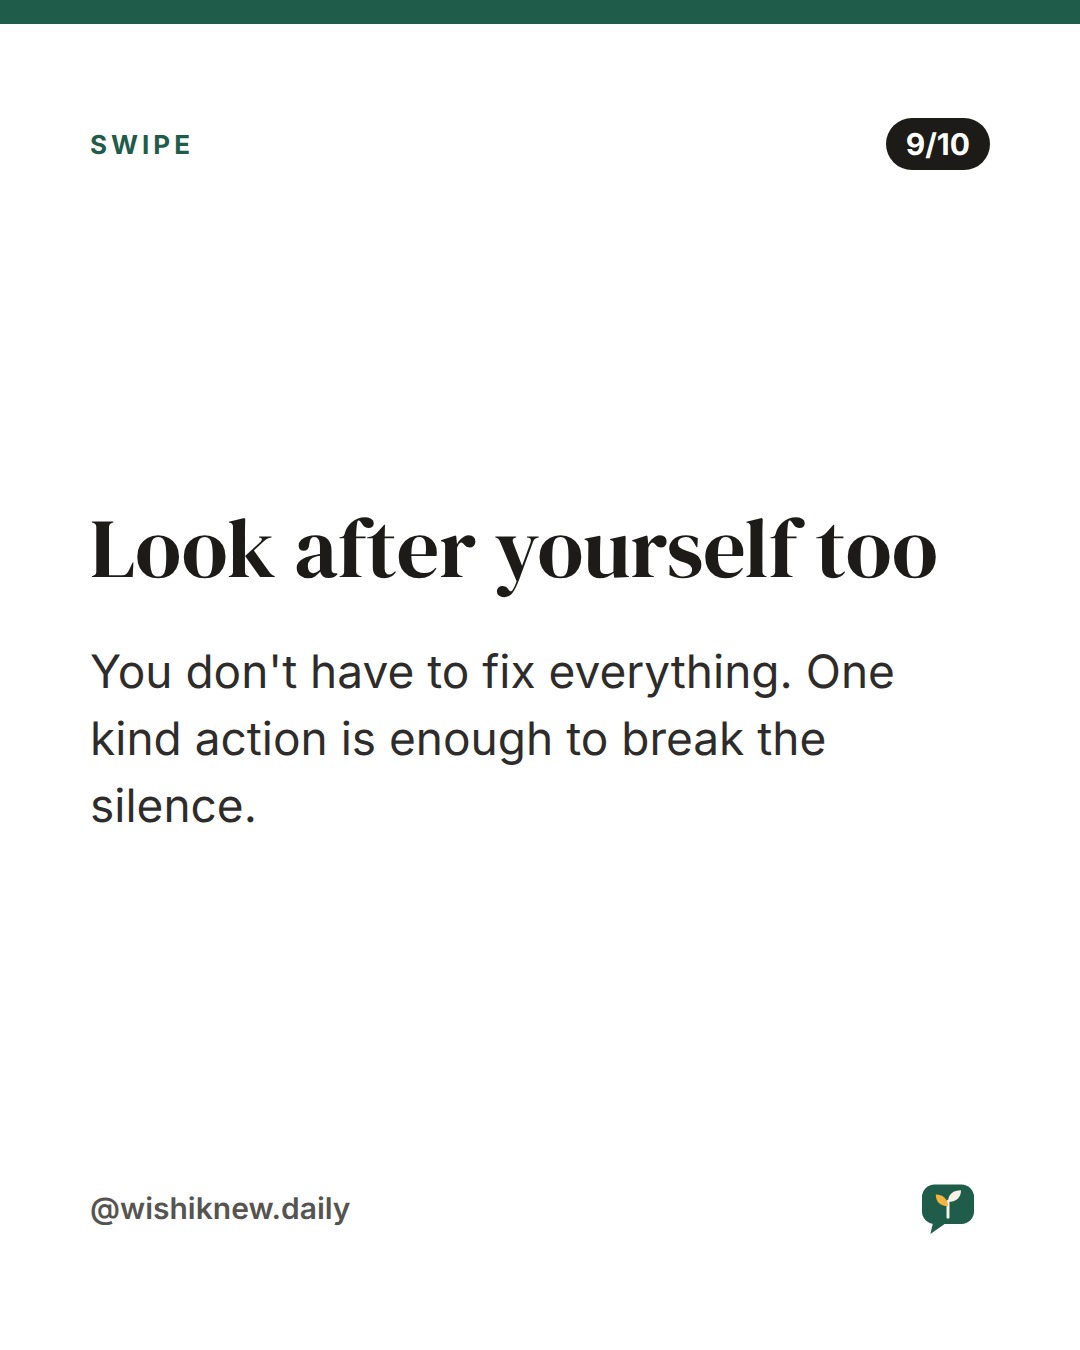 SWIPE
9/10
Look after yourself too
You don't have to fix everything. One
kind action is enough to break the
silence.
@wishiknew.daily